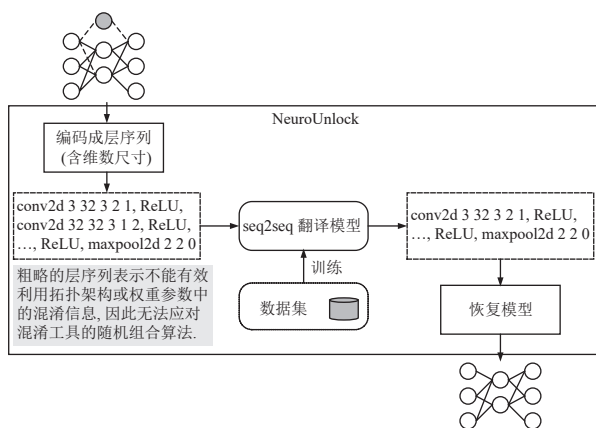 NeuroUnlock
编码成层序列
(含维数尺寸)
conv2d 3 32 3 2 1, ReLU,
conv2d 32 32 3 1 2, ReLU,
…, ReLU, maxpool2d 2 2 0
seq2seq 翻译模型
conv2d 3 32 3 2 1, ReLU,
…, ReLU, maxpool2d 2 2 0
训练
数据集
粗略的层序列表示不能有效
利用拓扑架构或权重参数中
的混淆信息, 因此无法应对
混淆工具的随机组合算法.
恢复模型